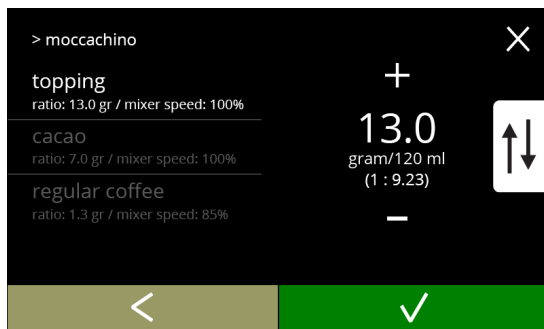 > moccachino
topping
ratio: 13.0 gr / mixer speed: 100%
cacao
ratio: 7.0 gr / mixer speed: 100%
regular coffee
ratio: 1.3 gr / mixer speed: 85%
+
13.0
gram/120 ml
(1 : 9.23)
−